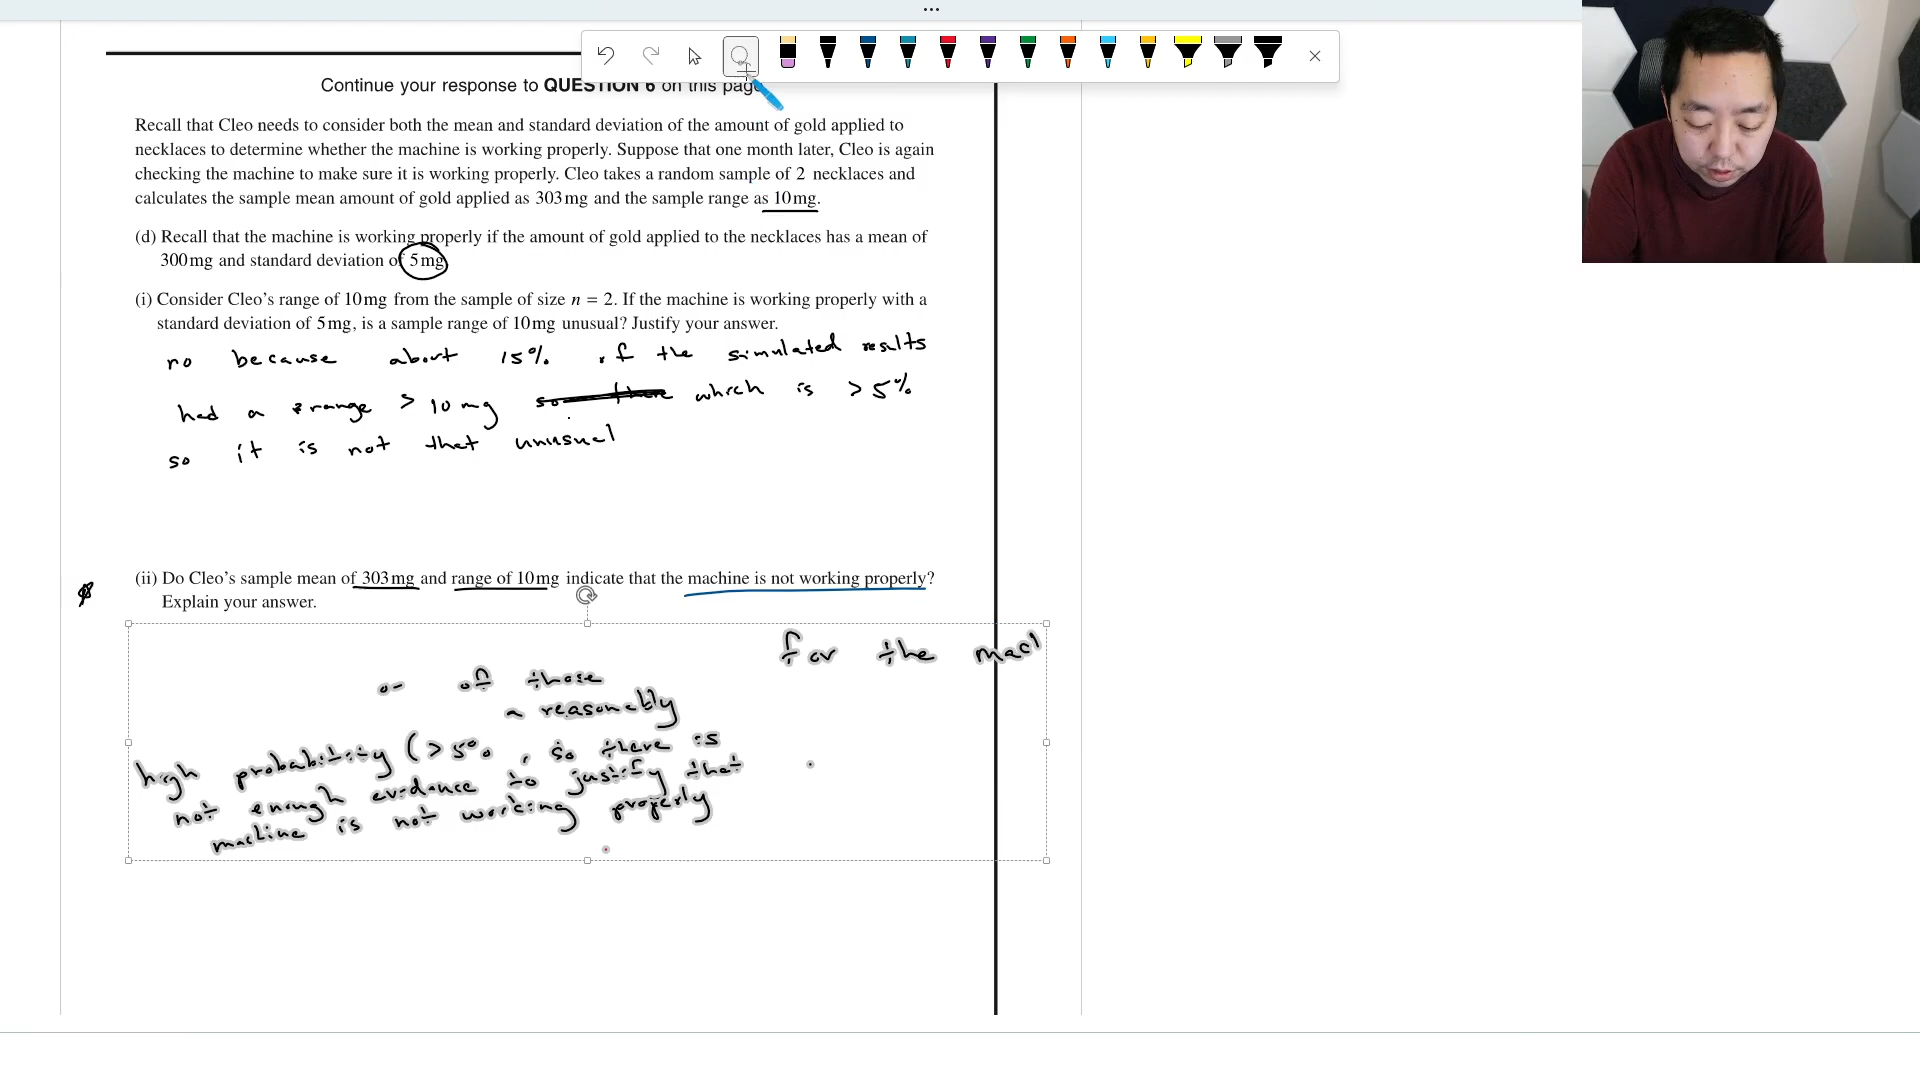 Continue your response to QUESTION 6 on this page
Recall that Cleo needs to consider both the mean and standard deviation of the amount of gold applied to
necklaces to determine whether the machine is working properly. Suppose that one month later, Cleo is again
checking the machine to make sure it is working properly. Cleo takes a random sample of 2 necklaces and
calculates the sample mean amount of gold applied as 303 mg and the sample range as 10 mg.
(d) Recall that the machine is working properly if the amount of gold applied to the necklaces has a mean of
300 mg and standard deviation of 5 mg
(i) Consider Cleo's range of 10 mg from the sample of size n = 2. If the machine is working properly with a
standard deviation of 5 mg, is a sample range of 10 mg unusual? Justify your answer.
no because about 15% of the simulated results
had a range > 10 mg so there which is > 5%
so it is not that unusual
(ii) Do Cleo's sample mean of 303 mg and range of 10 mg indicate that the machine is not working properly?
Explain your answer.
for the mach
of those
a reasonably
high probability (> 5% , so there is
not enough evidence to justify that
machine is not working properly